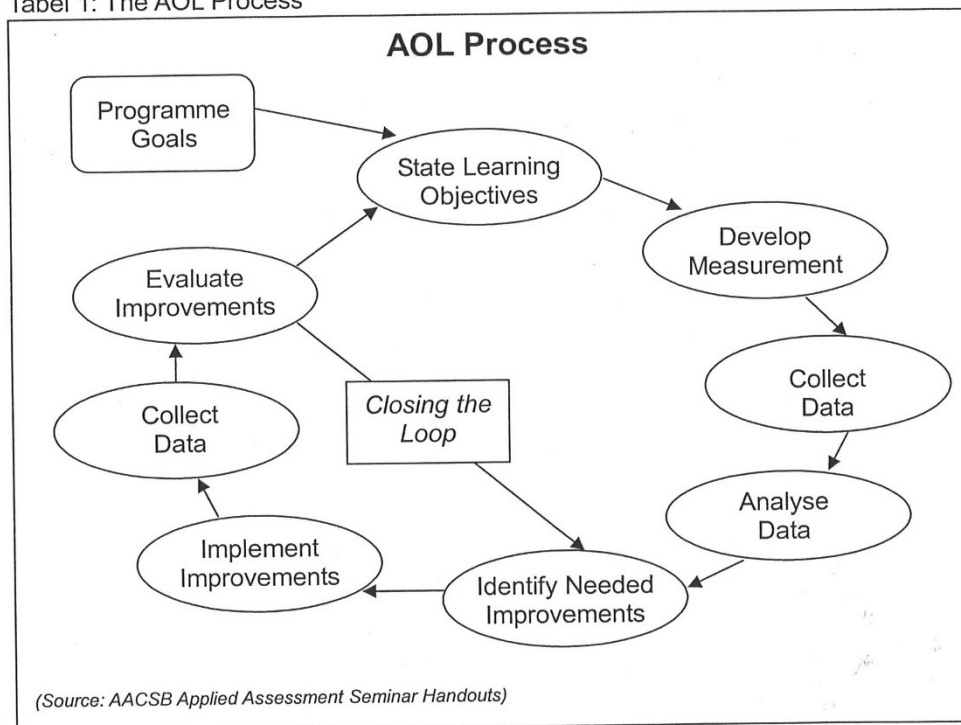 Tabel 1: The AOL Process
AOL Process
Programme
Goals
State Learning
Objectives
Develop
Measurement
Evaluate
Improvements
Collect
Data
Closing the
Loop
Collect
Data
Analyse
Data
Implement
Improvements
Identify Needed
Improvements
(Source: AACSB Applied Assessment Seminar Handouts)